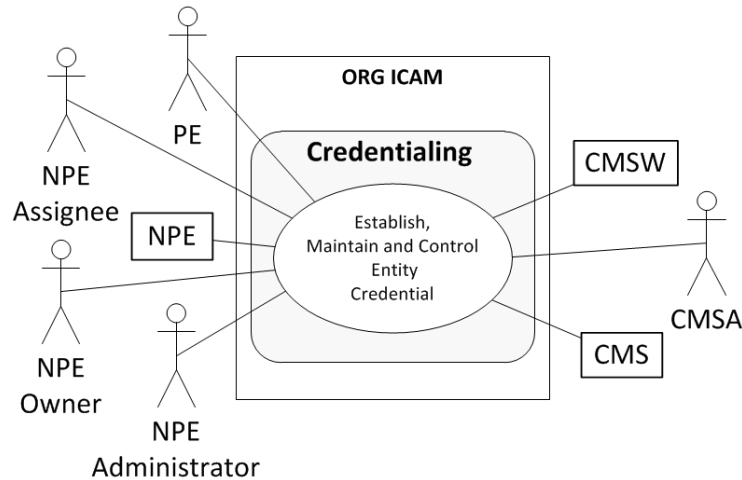 ORG ICAM
PE
Credentialing
CMSW
NPE
Assignee
Establish,
Maintain and Control
Entity
Credential
NPE
CMSA
CMS
NPE
Owner
NPE
Administrator